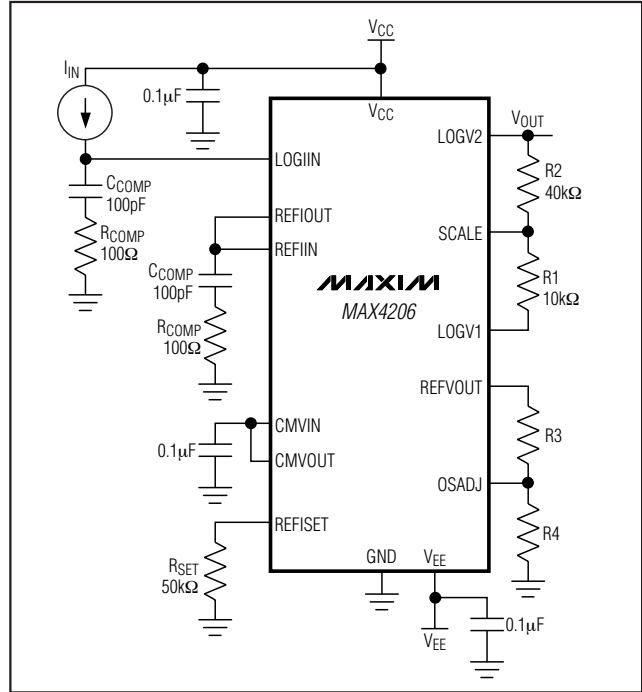 VCC
IIN
0.1µF
VCC
LOGV2
VOUT
R2
40kΩ
LOGIIN
CCOMP
100pF
RCOMP
100Ω
REFIOUT
REFIIN
SCALE
CCOMP
100pF
RCOMP
100Ω
MAXIM
MAX4206
R1
10kΩ
LOGV1
REFVOUT
R3
CMVIN
CMVOUT
0.1µF
OSADJ
R4
REFISET
RSET
50kΩ
GND
VEE
VEE
0.1µF